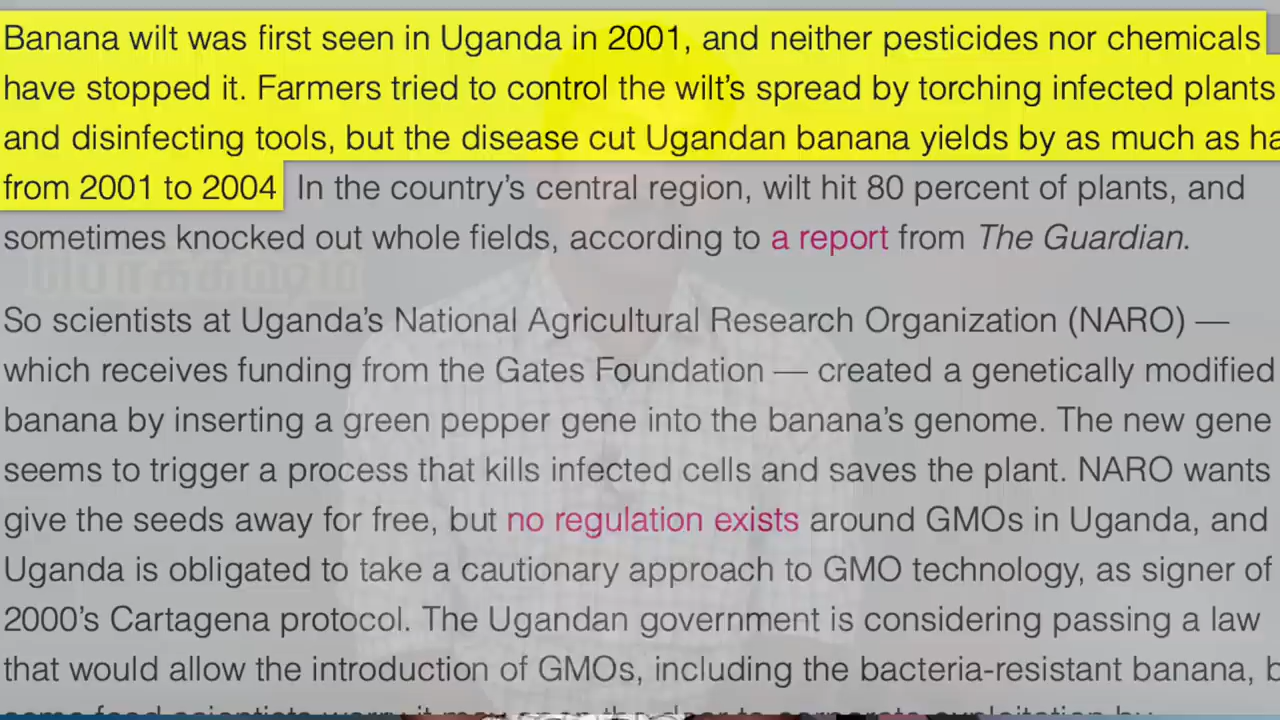 Banana wilt was first seen in Uganda in 2001, and neither pesticides nor chemicals
have stopped it. Farmers tried to control the wilt’s spread by torching infected plants
and disinfecting tools, but the disease cut Ugandan banana yields by as much as ha
from 2001 to 2004 In the country’s central region, wilt hit 80 percent of plants, and
sometimes knocked out whole fields, according to a report from The Guardian.
So scientists at Uganda’s National Agricultural Research Organization (NARO) —
which receives funding from the Gates Foundation — created a genetically modified
banana by inserting a green pepper gene into the banana’s genome. The new gene
seems to trigger a process that kills infected cells and saves the plant. NARO wants
give the seeds away for free, but no regulation exists around GMOs in Uganda, and
Uganda is obligated to take a cautionary approach to GMO technology, as signer of
2000’s Cartagena protocol. The Ugandan government is considering passing a law
that would allow the introduction of GMOs, including the bacteria-resistant banana, b